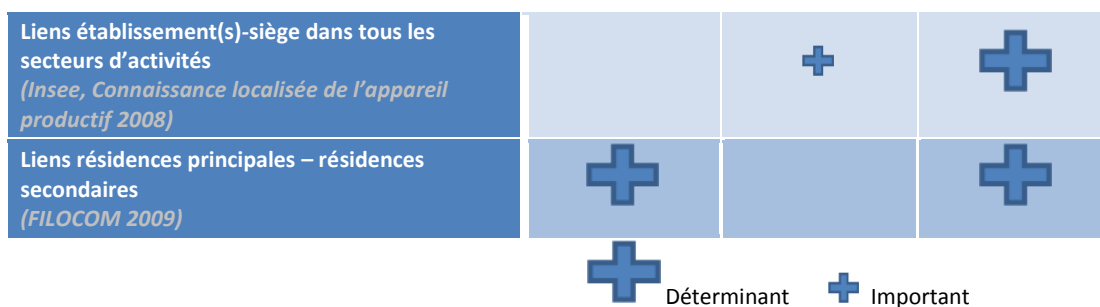 Liens établissement(s)-siège dans tous les
secteurs d'activités
(Insee, Connaissance localisée de l'appareil
productif 2008)
Liens résidences principales – résidences
secondaires
(FILOCOM 2009)
Déterminant Important